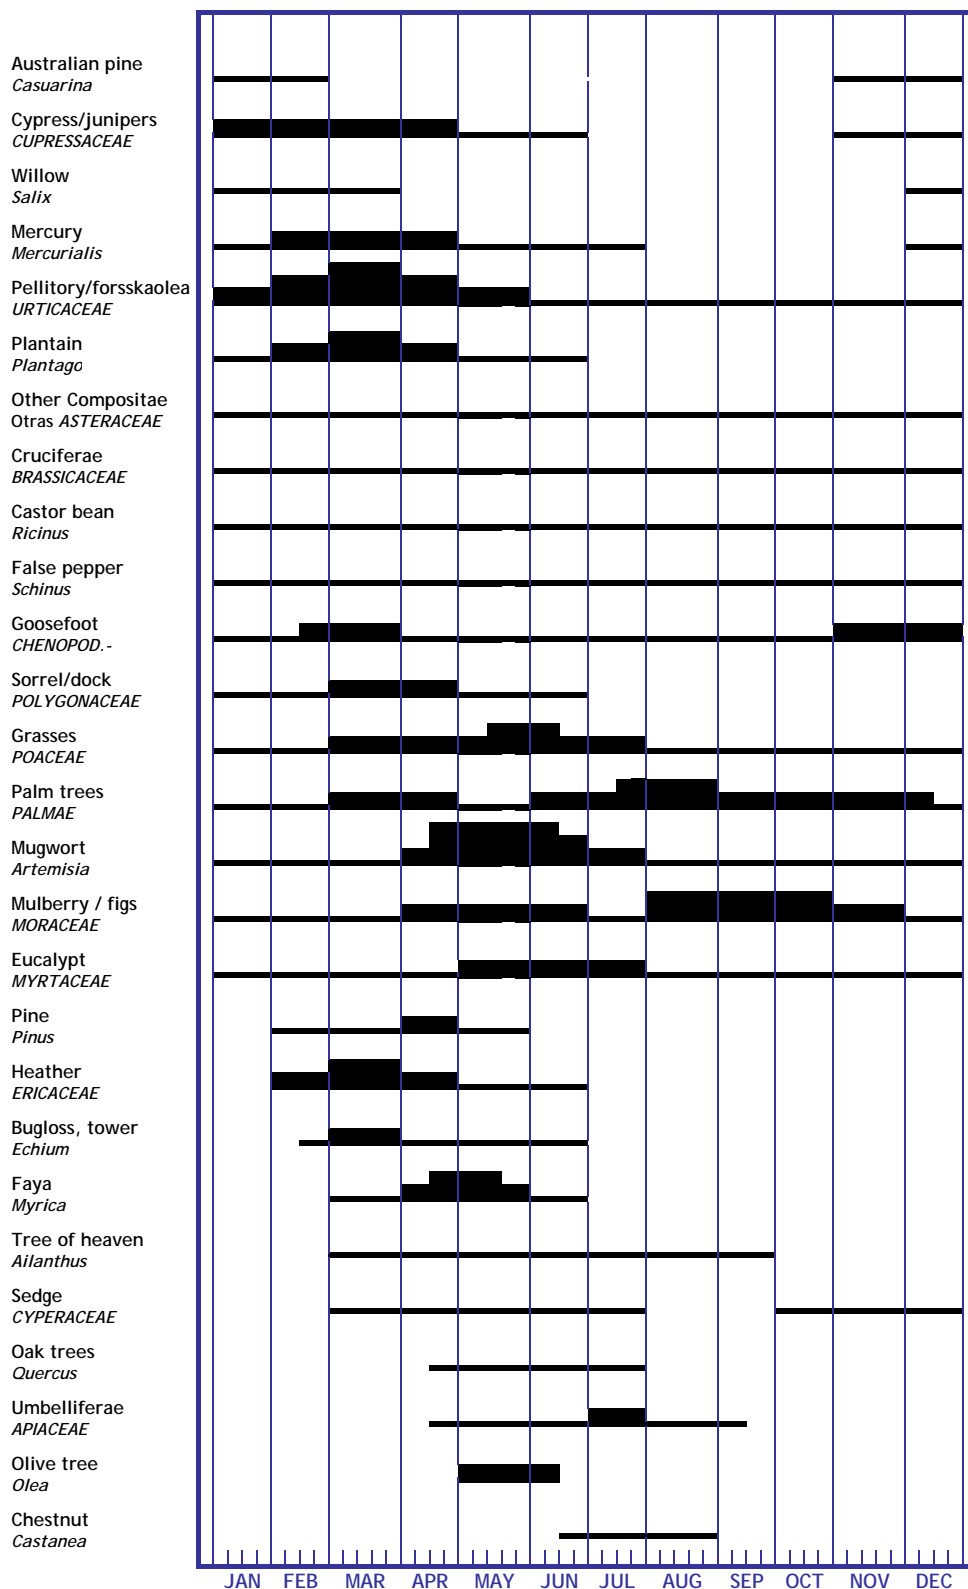 Australian pine
Casuarina
Cypress/junipers
CUPRESSACEAE
Willow
Salix
Mercury
Mercurialis
Pellitory/forsskaolea
URTICACEAE
Plantain
Plantago
Other Compositae
Otras ASTERACEAE
Cruciferae
BRASSICACEAE
Castor bean
Ricinus
False pepper
Schinus
Goosefoot
CHENOPOD.-
Sorrel/dock
POLYGONACEAE
Grasses
POACEAE
Palm trees
PALMAE
Mugwort
Artemisia
Mulberry / figs
MORACEAE
Eucalypt
MYRTACEAE
Pine
Pinus
Heather
ERICACEAE
Bugloss, tower
Echium
Faya
Myrica
Tree of heaven
Ailanthus
Sedge
CYPERACEAE
Oak trees
Quercus
Umbelliferae
APIACEAE
Olive tree
Olea
Chestnut
Castanea
JAN FEB MAR APR MAY JUN JUL AUG SEP OCT NOV DEC